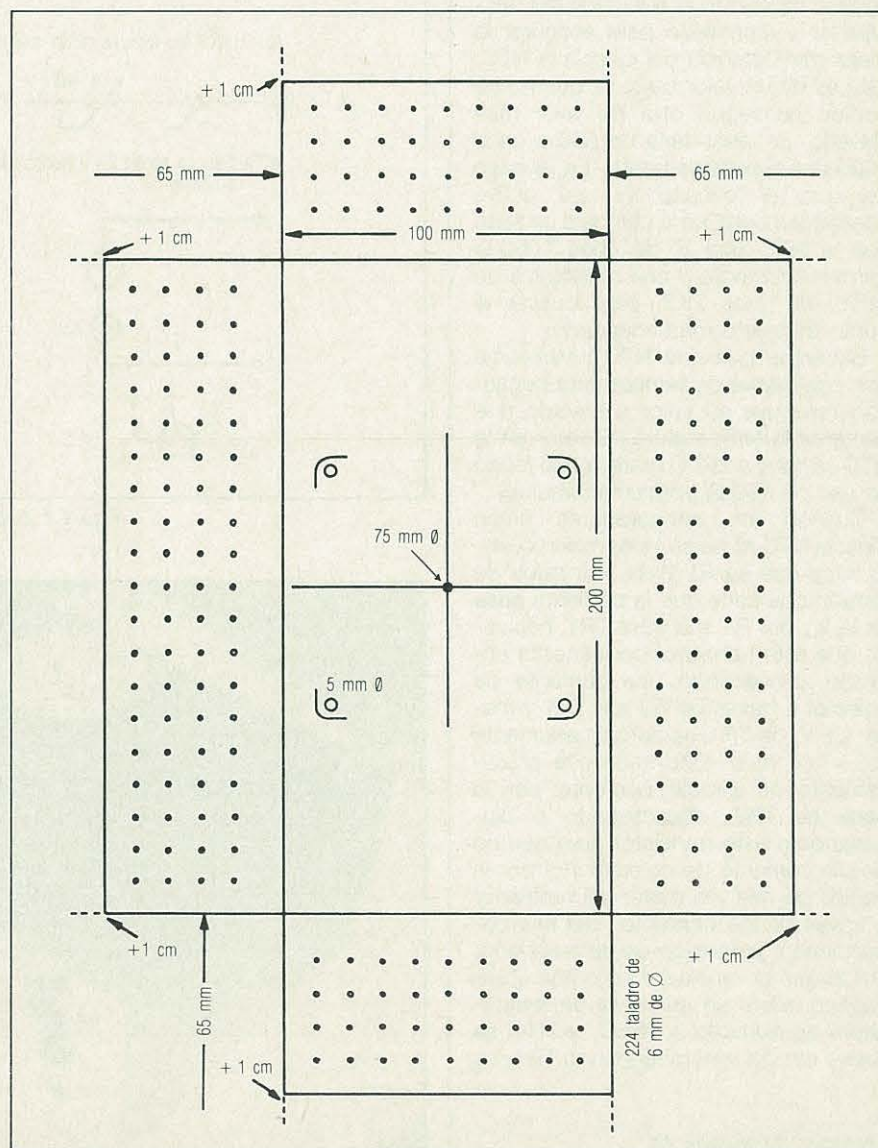 + 1 cm
65 mm
65 mm
100 mm
+ 1 cm
+ 1 cm
75 mm Ø
200 mm
5 mm Ø
+1 cm
+ 1 cm
65 mm
224 taladro de
6 mm de Ø
+ 1 cm